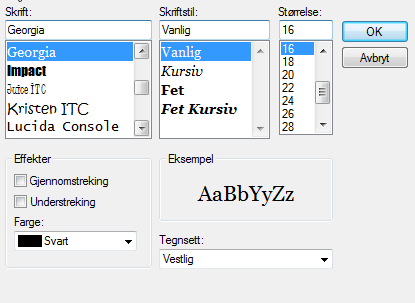 Skrift:
Skriftstil:
Størrelse:
Georgia
Vanlig
16
OK
Avbryt
Georgia
Impact
Juice ITC
Kristen ITC
Lucida Console
Vanlig
Kursiv
Fet
Fet Kursiv
16
18
20
22
24
26
28
Effekter
Gjennomstreking
Understreking
Farge:
Svart
Eksempel
AaBbYyZz
Tegnsett:
Vestlig